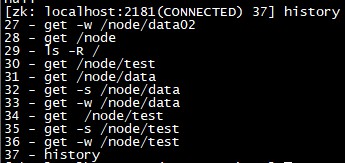 [zk: localhost:2181(CONNECTED) 37] history
27 - get -w /node/data02
28 - get /node
29 - ls -R /
30 - get /node/test
31 - get /node/data
32 - get -s /node/data
33 - get -w /node/data
34 - get  /node/test
35 - get -s /node/test
36 - get -w /node/test
37 - history